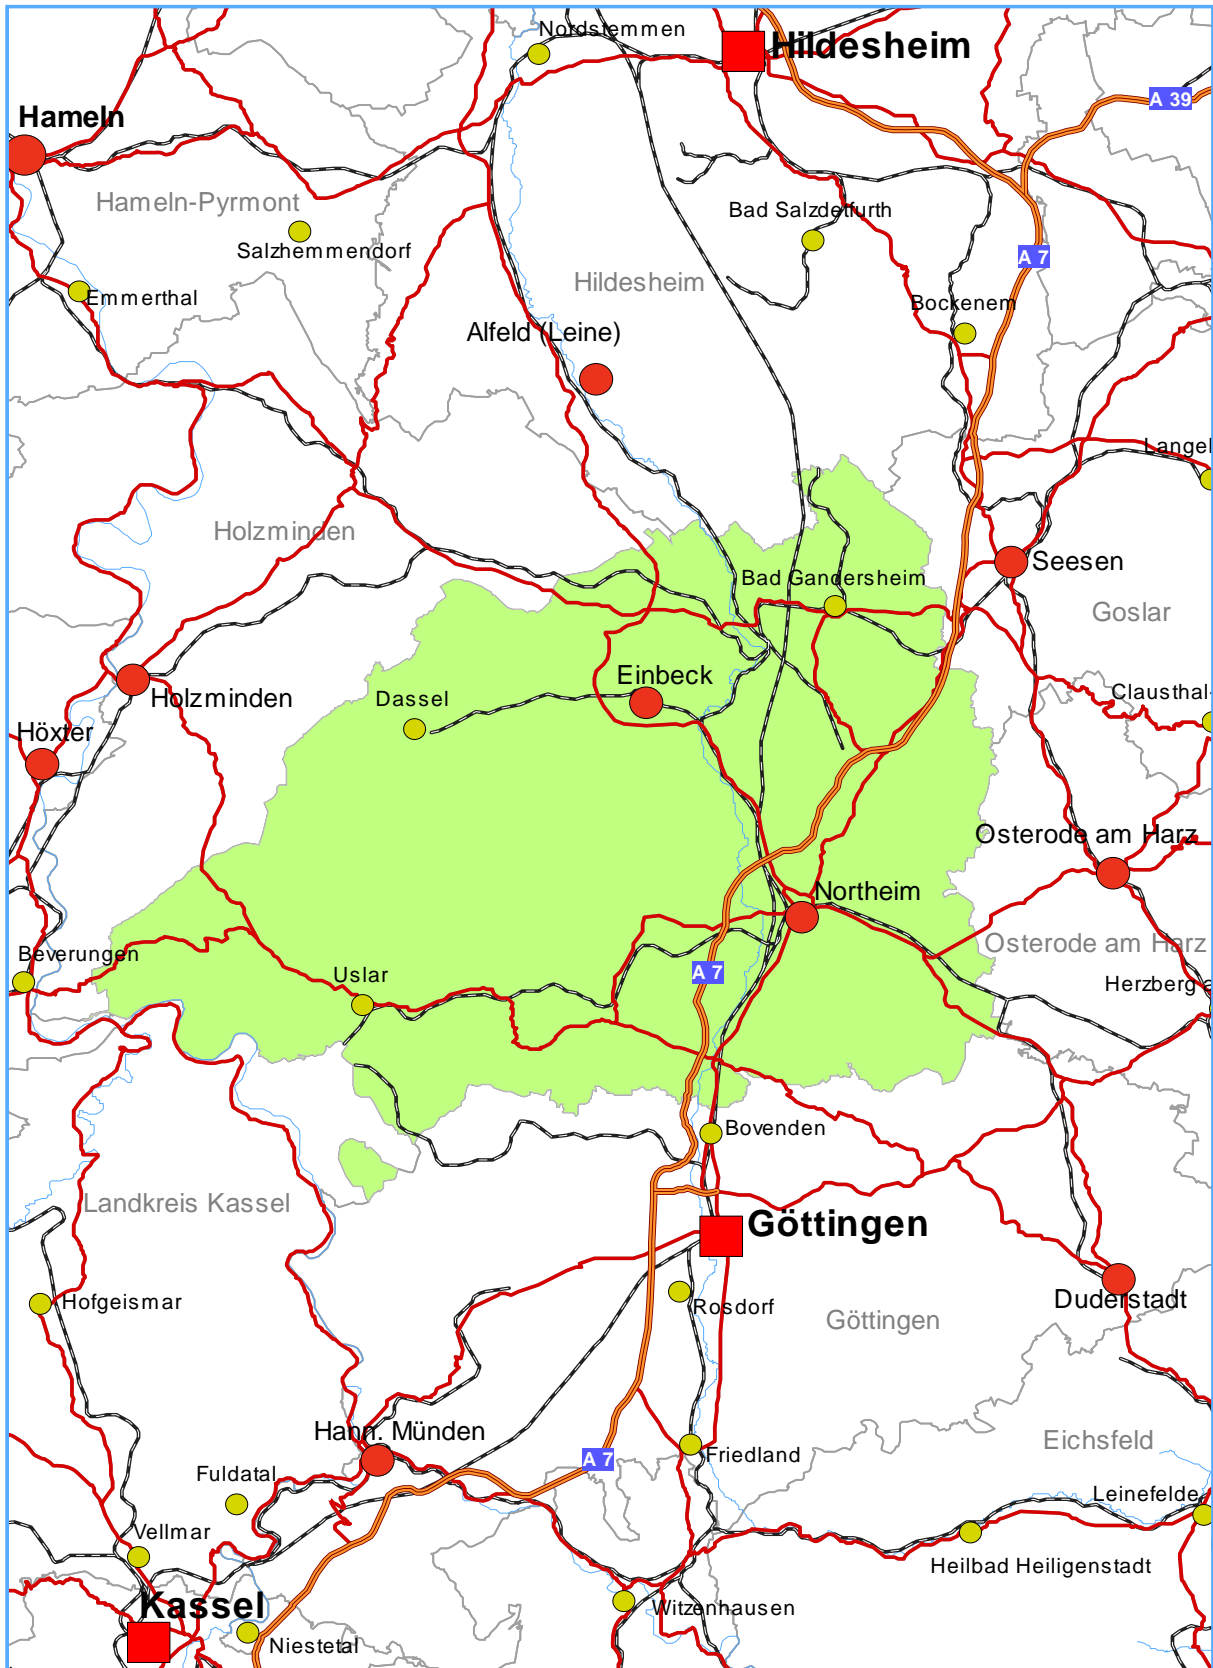 Nordstemmen
Hildesheim
A 39
Hameln
Hameln-Pyrmont
Bad Salzdetfurth
Salzhemmendorf
A 7
Hildesheim
Emmerthal
Bockenem
Alfeld (Leine)
Langel
Holzminden
Seesen
Bad Gandersheim
Goslar
Einbeck
Dassel
Holzminden
Clausthal-
Höxter
Osterode am Harz
Northeim
Osterode am Harz
Beverungen
Uslar
A 7
Herzberg a
Bovenden
Landkreis Kassel
Göttingen
Hofgeismar
Rosdorf
Duderstadt
Göttingen
Hann. Münden
Eichsfeld
Friedland
A 7
Fuldatal
Leinefelde
Vellmar
Heilbad Heiligenstadt
Kassel
Witzenhausen
Niestetal